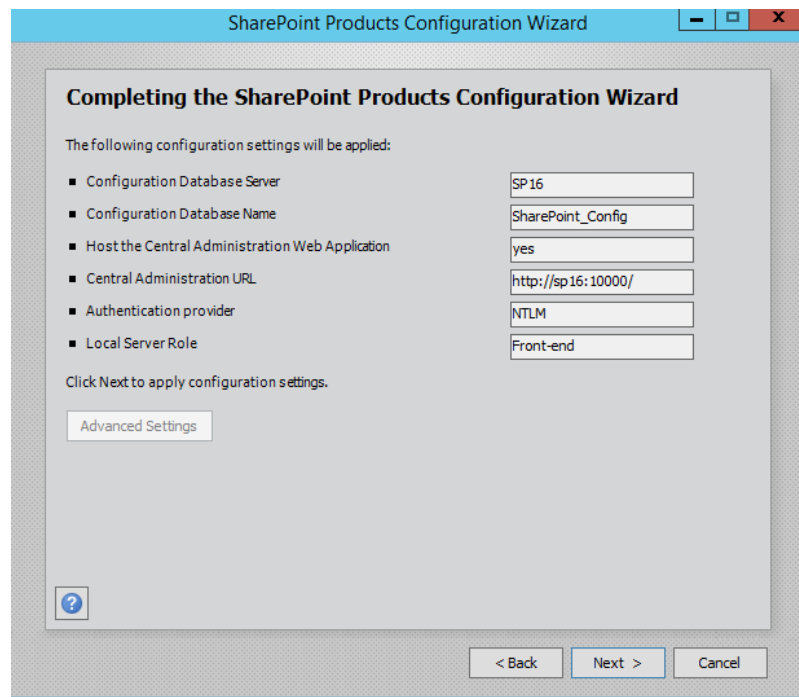 SharePoint Products Configuration Wizard
Completing the SharePoint Products Configuration Wizard
The following configuration settings will be applied:
Configuration Database Server SP16
Configuration Database Name SharePoint_Config
Host the Central Administration Web Application yes
Central Administration URL http://sp16:10000/
Authentication provider NTLM
Local Server Role Front-end
Click Next to apply configuration settings.
Advanced Settings
?
< Back Next > Cancel